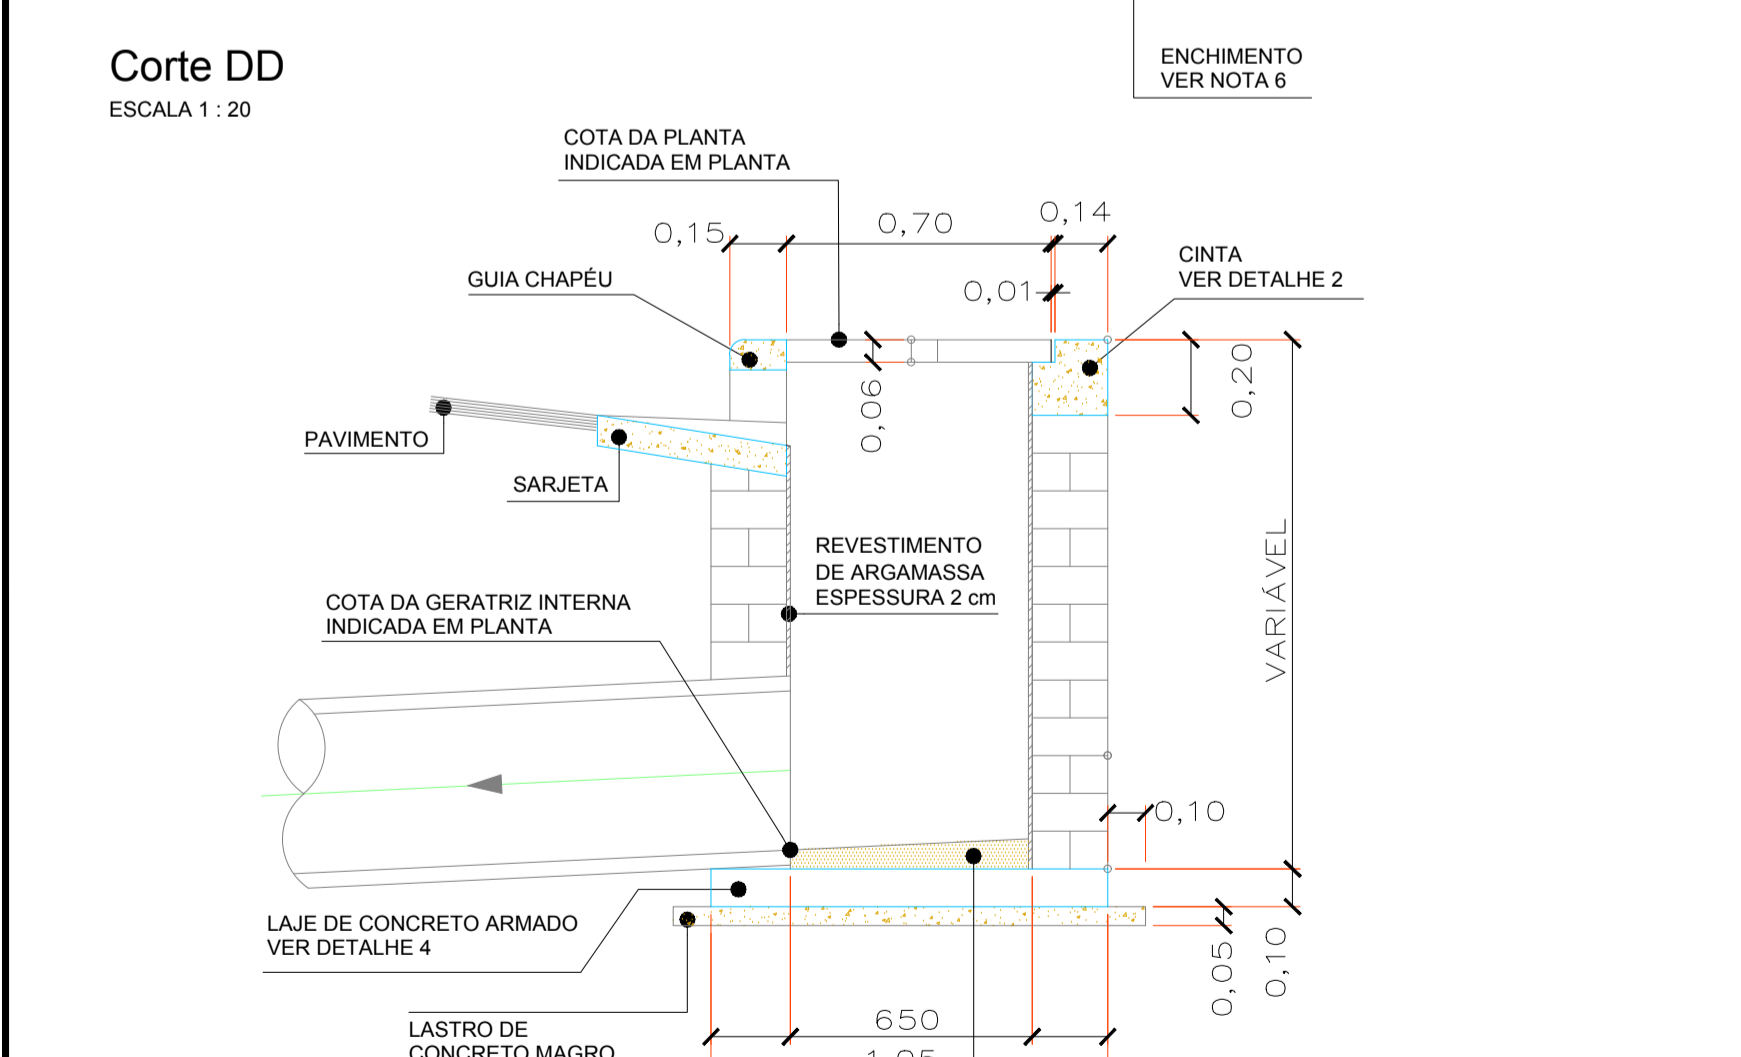 Corte DD
ESCALA 1 : 20
ENCHIMENTO
VER NOTA 6
COTA DA PLANTA
INDICADA EM PLANTA
0,15
0,70
0,14
GUIA CHAPÉU
0,01
CINTA
VER DETALHE 2
0,06
0,20
PAVIMENTO
SARJETA
REVESTIMENTO
DE ARGAMASSA
ESPESSURA 2 cm
VARIÁVEL
COTA DA GERATRIZ INTERNA
INDICADA EM PLANTA
0,10
LAJE DE CONCRETO ARMADO
VER DETALHE 4
0,05
0,10
LASTRO DE
CONCRETO MAGRO
650